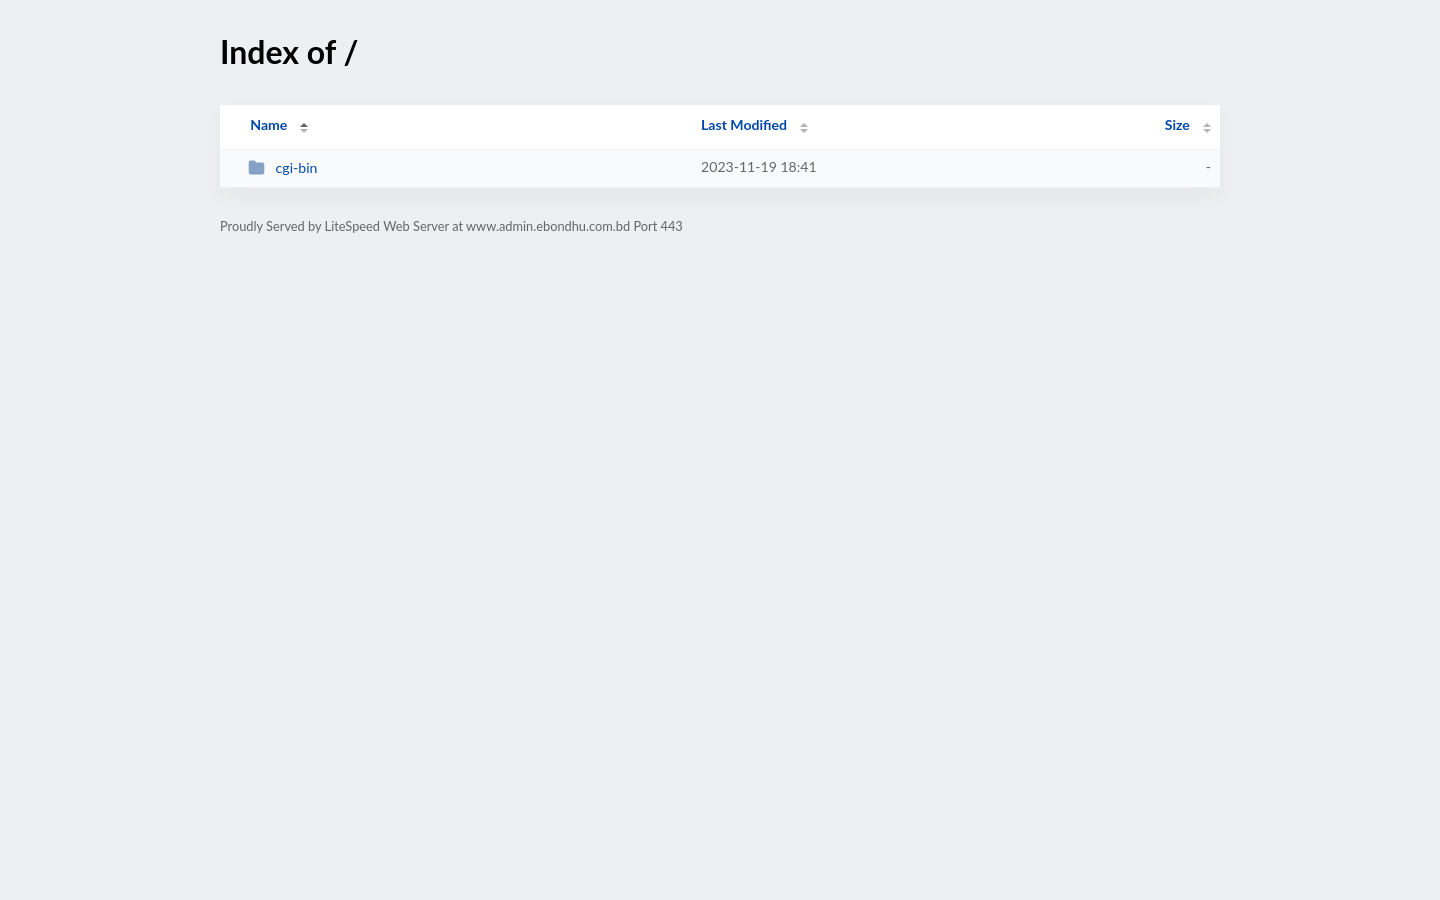 Index of /
Name Last Modified Size
cgi-bin 2023-11-19 18:41 -
Proudly Served by LiteSpeed Web Server at www.admin.ebondhu.com.bd Port 443